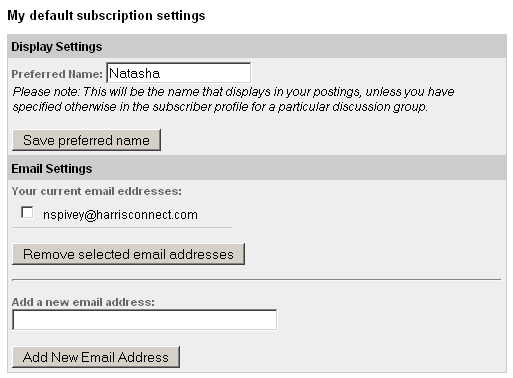 My default subscription settings
Display Settings
Preferred Name: Natasha
Please note: This will be the name that displays in your postings, unless you have
specified otherwise in the subscriber profile for a particular discussion group.
Save preferred name
Email Settings
Your current email eddresses:
nspivey@harrisconnect.com
Remove selected email addresses
Add a new email address:
Add New Email Address